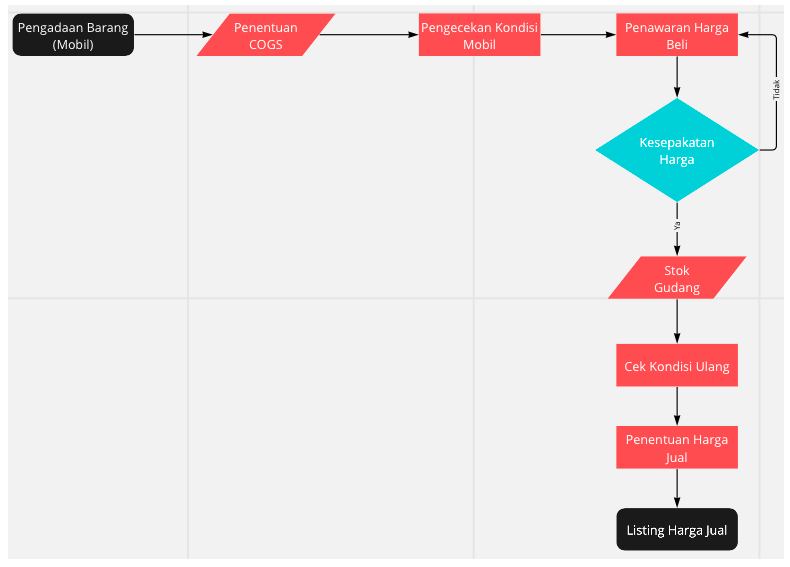 Pengadaan Barang
(Mobil)
Penentuan
COGS
Pengecekan Kondisi
Mobil
Penawaran Harga
Beli
Tidak
Kesepakatan
Harga
Ya
Stok
Gudang
Cek Kondisi Ulang
Penentuan Harga
Jual
Listing Harga Jual